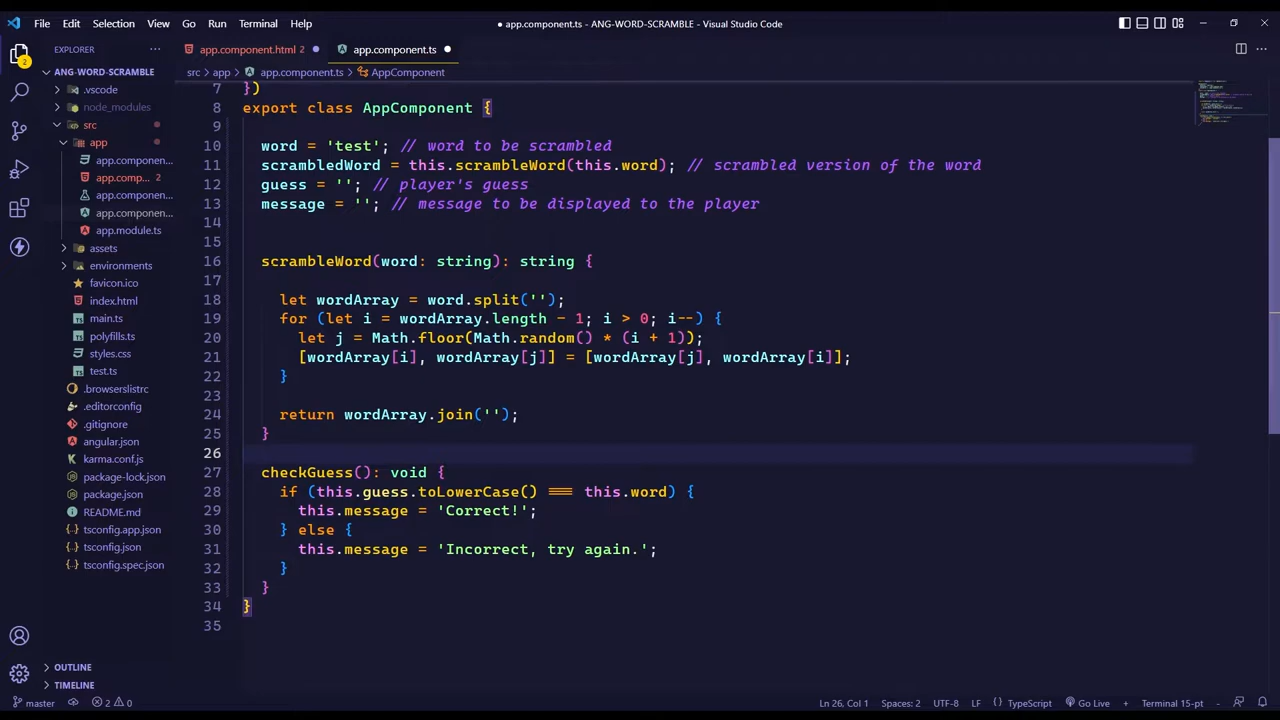 File Edit Selection View Go Run Terminal Help
● app.component.ts - ANG-WORD-SCRAMBLE - Visual Studio Code
EXPLORER
ANG-WORD-SCRAMBLE
.vscode
node_modules
src
app
app.componen...
app.comp... 2
app.componen...
app.componen...
app.module.ts
assets
environments
favicon.ico
index.html
main.ts
polyfills.ts
styles.css
test.ts
.browserslistrc
.editorconfig
.gitignore
angular.json
karma.conf.js
package-lock.json
package.json
README.md
tsconfig.app.json
tsconfig.json
tsconfig.spec.json
OUTLINE
TIMELINE
2
app.component.html 2 ● app.component.ts ●
src > app > app.component.ts > AppComponent
7 })
8 export class AppComponent {
9
10 word = 'test'; // word to be scrambled
11 scrambledWord = this.scrambleWord(this.word); // scrambled version of the word
12 guess = ''; // player's guess
13 message = ''; // message to be displayed to the player
14
15
16 scrambleWord(word: string): string {
17
18 let wordArray = word.split('');
19 for (let i = wordArray.length - 1; i > 0; i--) {
20 let j = Math.floor(Math.random() * (i + 1));
21 [wordArray[i], wordArray[j]] = [wordArray[j], wordArray[i]];
22 }
23
24 return wordArray.join('');
25 }
26
27 checkGuess(): void {
28 if (this.guess.toLowerCase() === this.word) {
29 this.message = 'Correct!';
30 } else {
31 this.message = 'Incorrect, try again.';
32 }
33 }
34 }
35
master 2 0 Ln 26, Col 1 Spaces: 2 UTF-8 LF {} TypeScript Go Live + Terminal 15-pt -